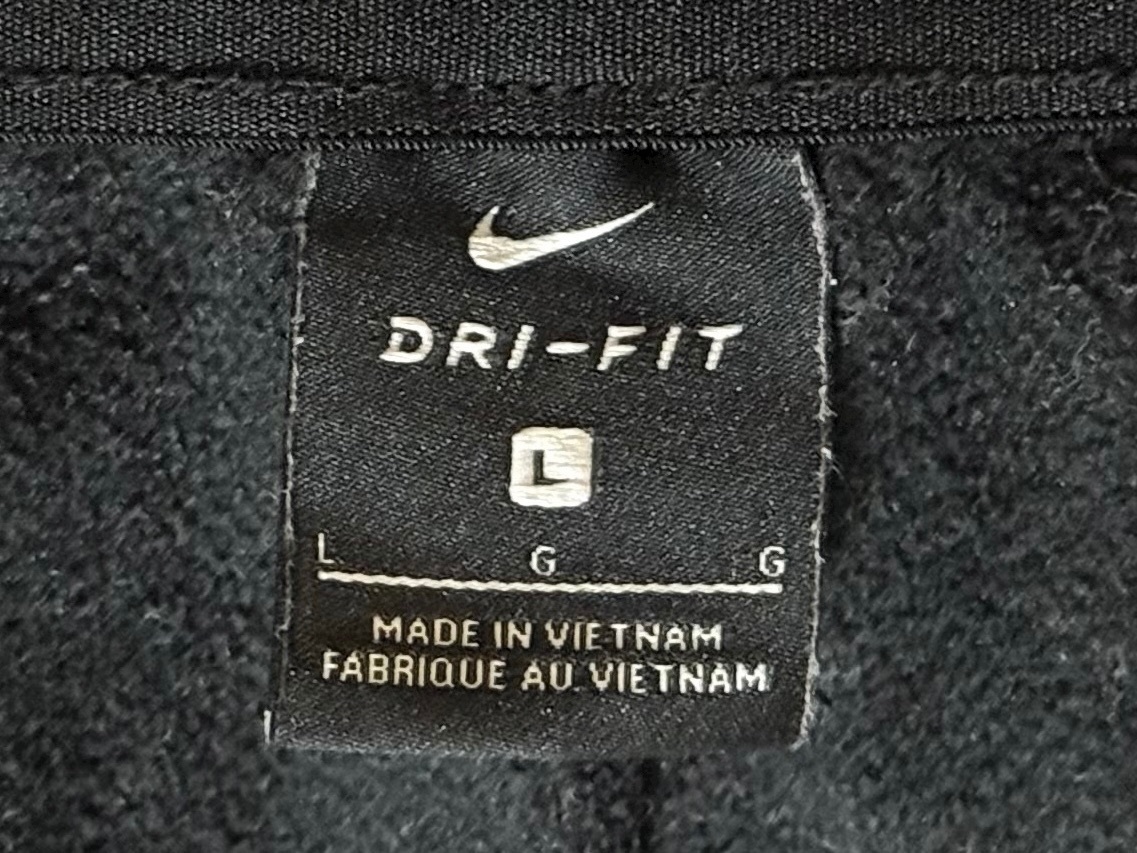 DRI-FIT
L
L G G
MADE IN VIETNAM
FABRIQUE AU VIETNAM